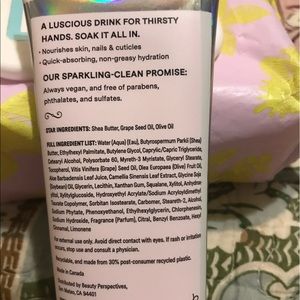 A LUSCIOUS DRINK FOR THIRSTY
HANDS. SOAK IT ALL IN.
• Nourishes skin, nails & cuticles
• Quick-absorbing, non-greasy hydration
OUR SPARKLING-CLEAN PROMISE:
Always vegan, and free of parabens,
phthalates, and sulfates.
STAR INGREDIENTS: Shea Butter, Grape Seed Oil, Olive Oil
FULL INGREDIENT LIST: Water (Aqua) (Eau), Butyrospermum Parkii (Shea)
Butter, Ethylhexyl Palmitate, Butylene Glycol, Caprylic/Capric Triglyceride,
Cetearyl Alcohol, Polysorbate 60, Myreth-3 Myristate, Glyceryl Stearate,
Tocopherol, Vitis Vinifera (Grape) Seed Oil, Olea Europaea (Olive) Fruit Oil,
Aloe Barbadensis Leaf Juice, Camellia Sinensis Leaf Extract, Glycine Soja
(Soybean) Oil, Glycerin, Lecithin, Xanthan Gum, Squalane, Xylitol, Anhydroxylitol,
Xylitylglucoside, Hydroxyethyl Acrylate/Sodium Acryloyldimethyl
Taurate Copolymer, Sorbitan Isostearate, Carbomer, Steareth-2, Alcohol,
Sodium Phytate, Phenoxyethanol, Ethylhexylglycerin, Chlorphenesin,
Sodium Hydroxide, Fragrance (Parfum), Citral, Benzyl Benzoate, Hexyl
Cinnamal, Limonene
For external use only. Avoid direct contact with eyes. If rash or irritation
occurs, stop use and consult a physician.
Recyclable, and made from 30% post-consumer recycled plastic.
Made in Canada
Distributed by Beauty Perspectives,
San Mateo, CA 94401